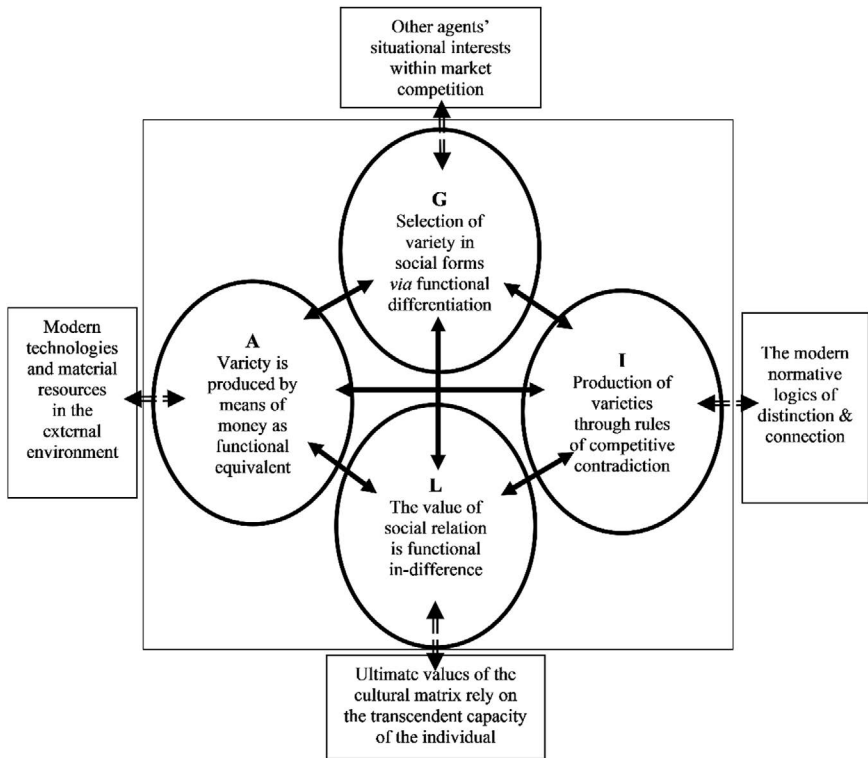 Other agents'
situational interests
within market
competition
G
Selection of
variety in
social forms
via functional
differentiation
Modern
technologies
and material
resources
in the
external
environment
A
Variety is
produced by
means of
money as
functional
equivalent
I
Production of
varieties
through rules
of competitive
contradiction
The modern
normative
logics of
distinction &
connection
L
The value of
social relation
is functional
in-difference
Ultimate values of the
cultural matrix rely on
the transcendent capacity
of the individual